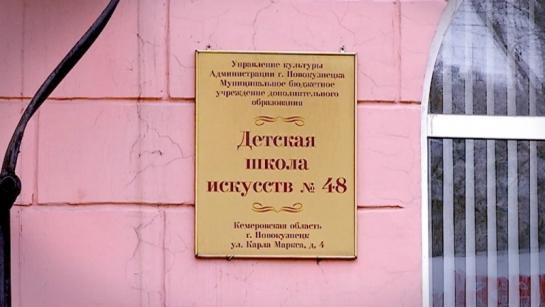 Управление культуры
Администрации г. Новокузнецка
Муниципальное бюджетное
учреждение дополнительного
образования
Детская
школа
искусств № 48
Кемеровская область
г. Новокузнецк
ул. Карла Маркса, д. 4